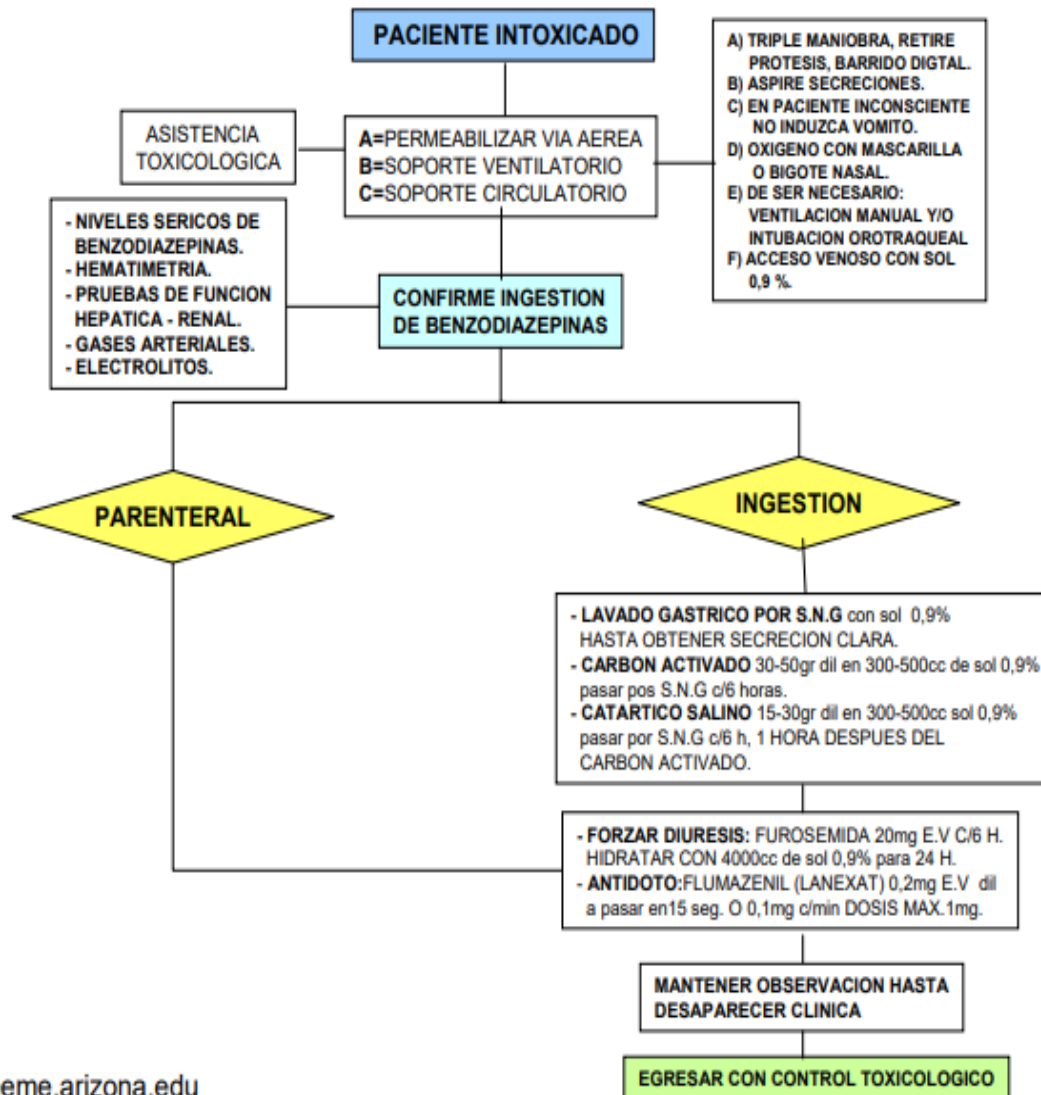 PACIENTE INTOXICADO
ASISTENCIA
TOXICOLOGICA
A=PERMEABILIZAR VIA AEREA
B=SOPORTE VENTILATORIO
C=SOPORTE CIRCULATORIO
A) TRIPLE MANIOBRA, RETIRE
PROTESIS, BARRIDO DIGTAL.
B) ASPIRE SECRECIONES.
C) EN PACIENTE INCONSCIENTE
NO INDUZCA VOMITO.
D) OXIGENO CON MASCARILLA
O BIGOTE NASAL.
E) DE SER NECESARIO:
VENTILACION MANUAL Y/O
INTUBACION OROTRAQUEAL
F) ACCESO VENOSO CON SOL
0,9 %.
- NIVELES SERICOS DE
BENZODIAZEPINAS.
- HEMATIMETRIA.
- PRUEBAS DE FUNCION
HEPATICA - RENAL.
- GASES ARTERIALES.
- ELECTROLITOS.
CONFIRME INGESTION
DE BENZODIAZEPINAS
PARENTERAL
INGESTION
- LAVADO GASTRICO POR S.N.G con sol 0,9%
HASTA OBTENER SECRECION CLARA.
- CARBON ACTIVADO 30-50gr dil en 300-500cc de sol 0,9%
pasar pos S.N.G c/6 horas.
- CATARTICO SALINO 15-30gr dil en 300-500cc sol 0,9%
pasar por S.N.G c/6 h, 1 HORA DESPUES DEL
CARBON ACTIVADO.
- FORZAR DIURESIS: FUROSEMIDA 20mg E.V C/6 H.
HIDRATAR CON 4000cc de sol 0,9% para 24 H.
- ANTIDOTO:FLUMAZENIL (LANEXAT) 0,2mg E.V dil
a pasar en15 seg. O 0,1mg c/min DOSIS MAX.1mg.
MANTENER OBSERVACION HASTA
DESAPARECER CLINICA
EGRESAR CON CONTROL TOXICOLOGICO
eme.arizona.edu